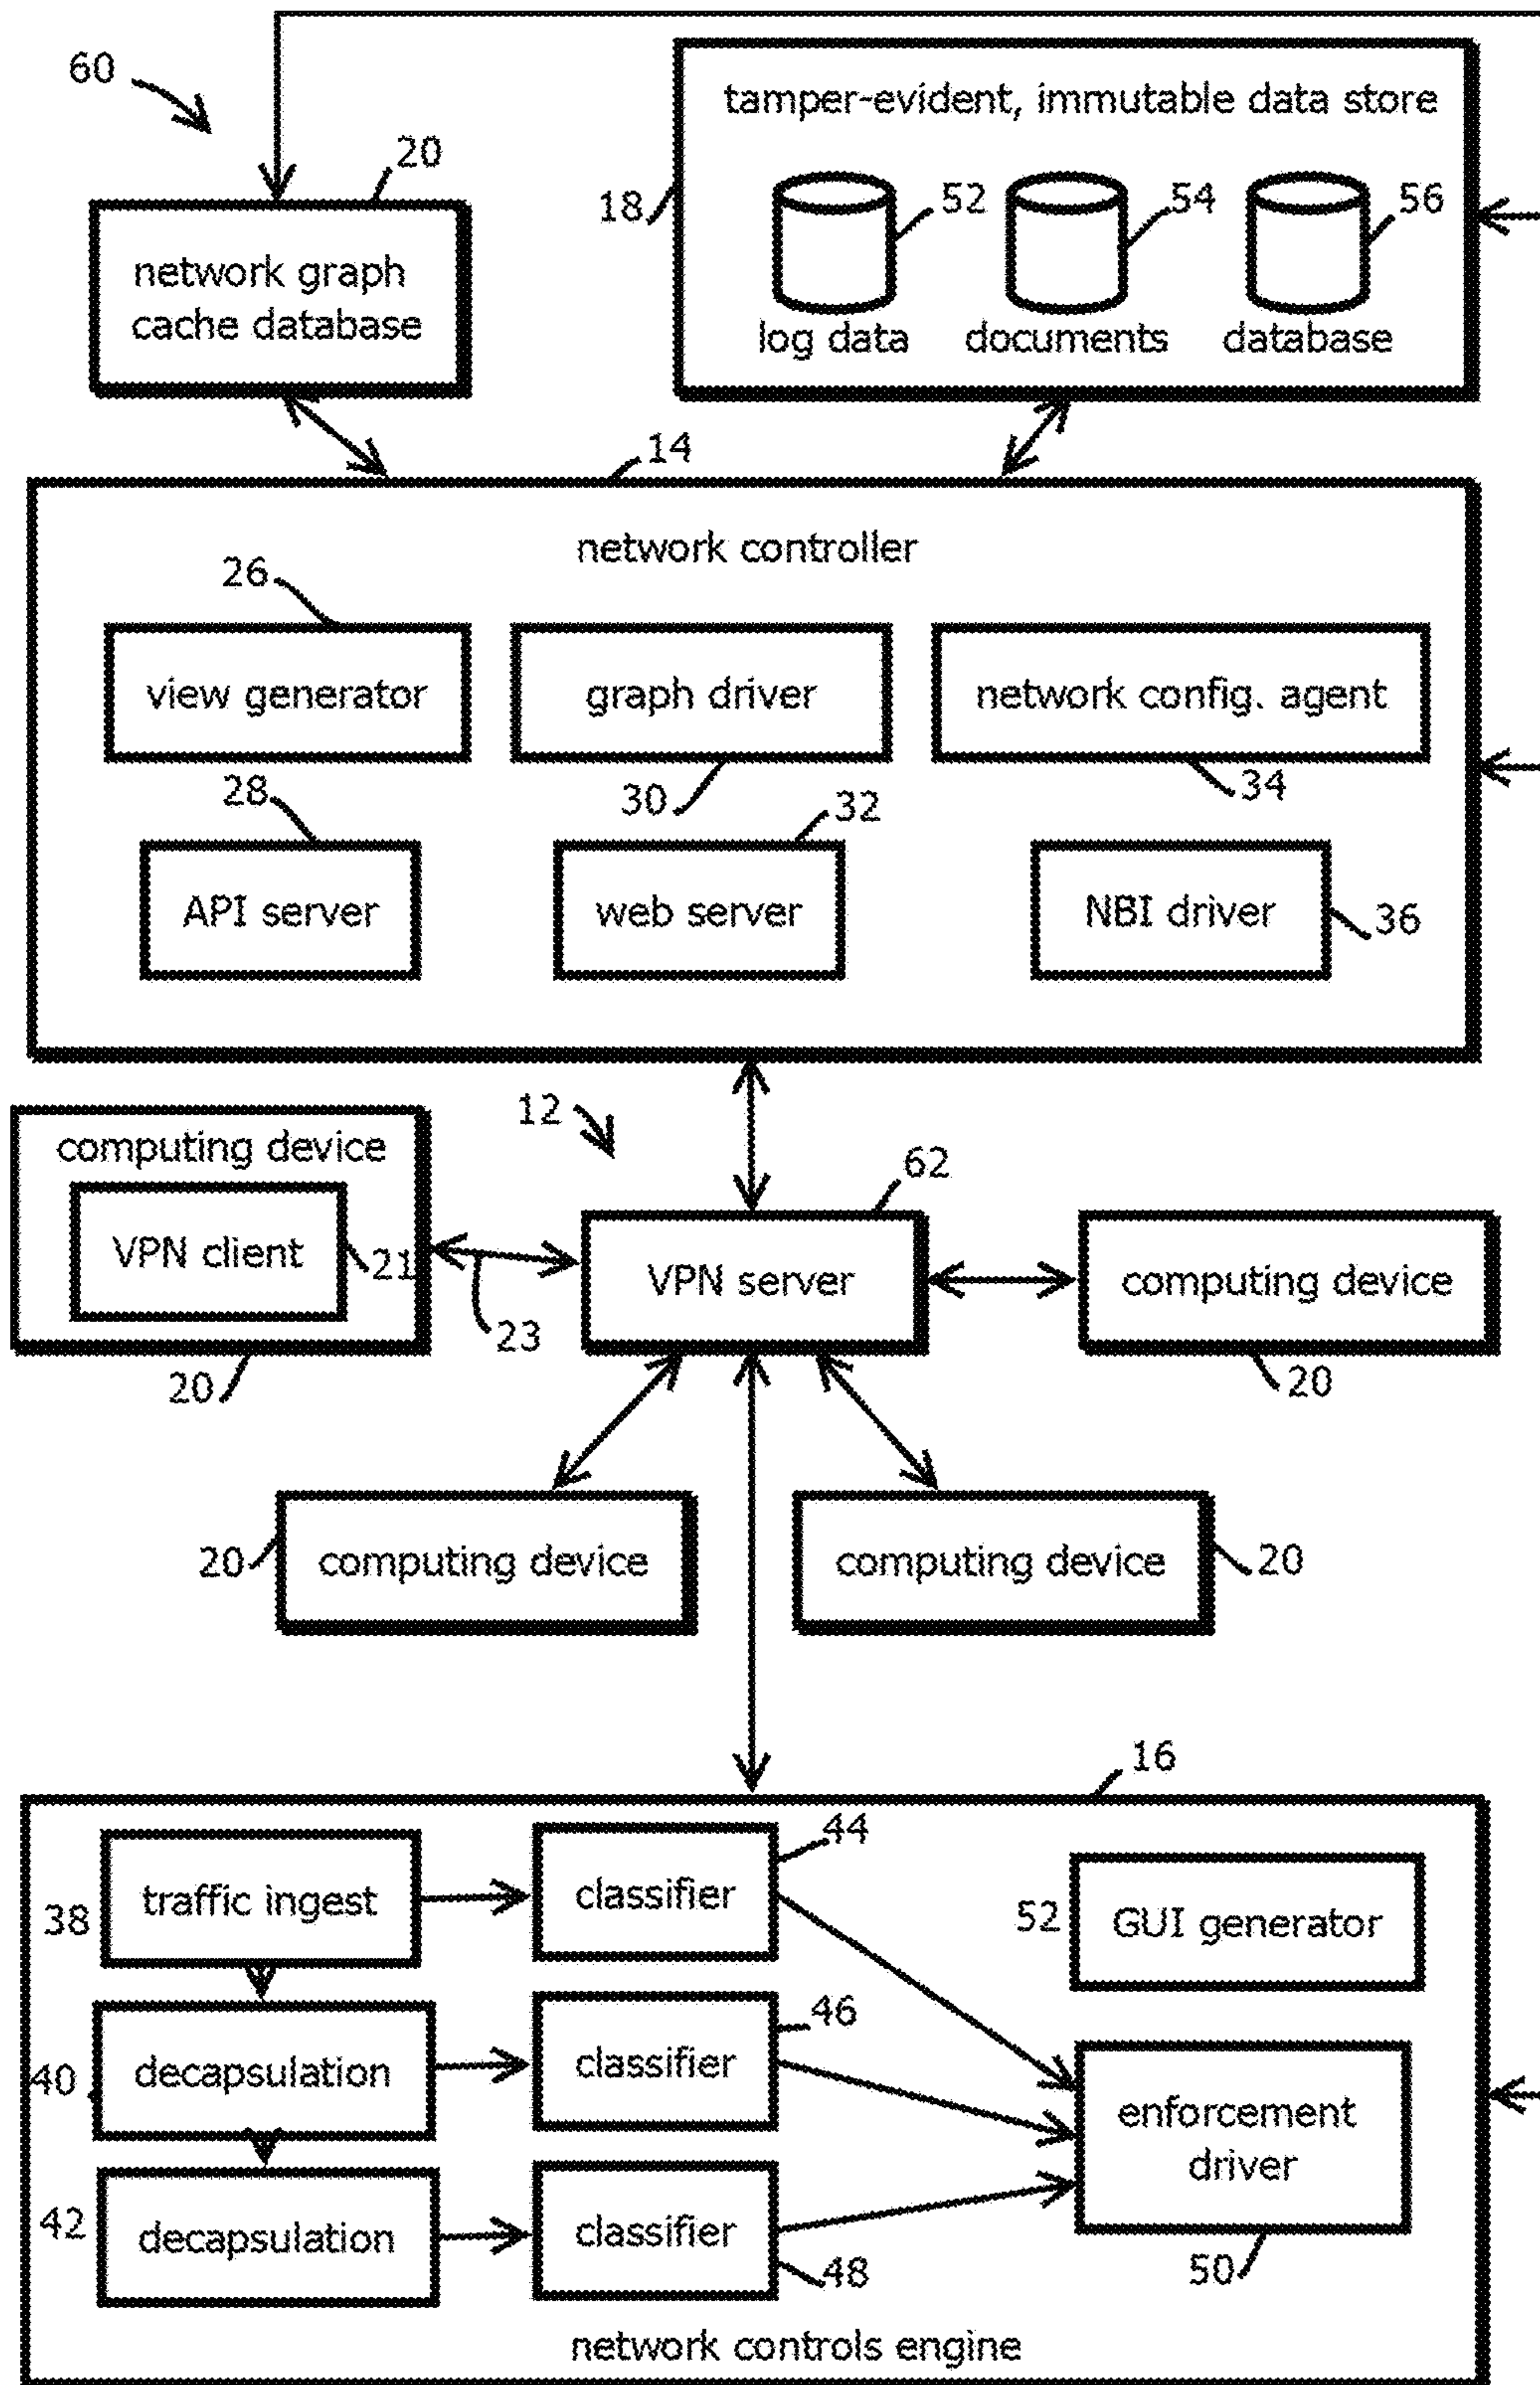 60
tamper-evident, immutable data store
20
18
52
54
56
network graph
cache database
log data
documents
database
14
network controller
26
view generator
graph driver
network config. agent
28
30
32
34
API server
web server
NBI driver
36
12
computing device
62
VPN client
21
VPN server
computing device
23
20
20
20
computing device
computing device
20
16
44
traffic ingest
classifier
52
GUI generator
38
46
decapsulation
classifier
40
enforcement
driver
42
decapsulation
classifier
48
50
network controls engine